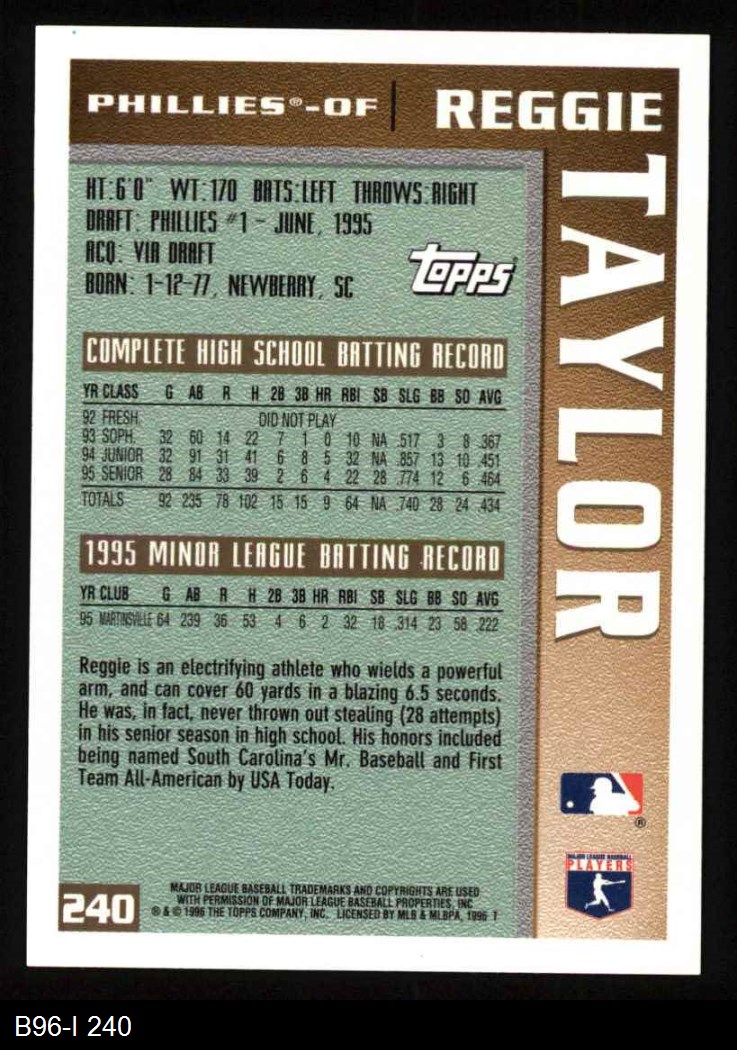 PHILLIES®-OF REGGIE
TAYLOR
HT:6'0" WT:170 BATS:LEFT THROWS:RIGHT
DRAFT: PHILLIES #1 - JUNE, 1995
ACQ: VIA DRAFT
BORN: 1-12-77, NEWBERRY, SC
Topps
COMPLETE HIGH SCHOOL BATTING RECORD
YR CLASS G AB R H 2B 3B HR RBI SB SLG BB SO AVG
92 FRESH. DID NOT PLAY
93 SOPH. 32 60 14 22 7 1 0 10 NA .517 3 8 .367
94 JUNIOR 32 91 31 41 6 8 5 32 NA .857 13 10 .451
95 SENIOR 28 84 33 39 2 6 4 22 28 .774 12 6 .464
TOTALS 92 235 78 102 15 15 9 64 NA .740 28 24 .434
1995 MINOR LEAGUE BATTING RECORD
YR CLUB G AB R H 2B 3B HR RBI SB SLG BB SO AVG
95 MARTINSVILLE 64 239 36 53 4 6 2 32 18 .314 23 58 .222
Reggie is an electrifying athlete who wields a powerful
arm, and can cover 60 yards in a blazing 6.5 seconds.
He was, in fact, never thrown out stealing (28 attempts)
in his senior season in high school. His honors included
being named South Carolina's Mr. Baseball and First
Team All-American by USA Today.
®
MAJOR LEAGUE BASEBALL
PLAYERS
240
MAJOR LEAGUE BASEBALL TRADEMARKS AND COPYRIGHTS ARE USED
WITH PERMISSION OF MAJOR LEAGUE BASEBALL PROPERTIES, INC
® & © 1996 THE TOPPS COMPANY, INC. LICENSED BY MLB & MLBPA, 1996 T
B96-I 240